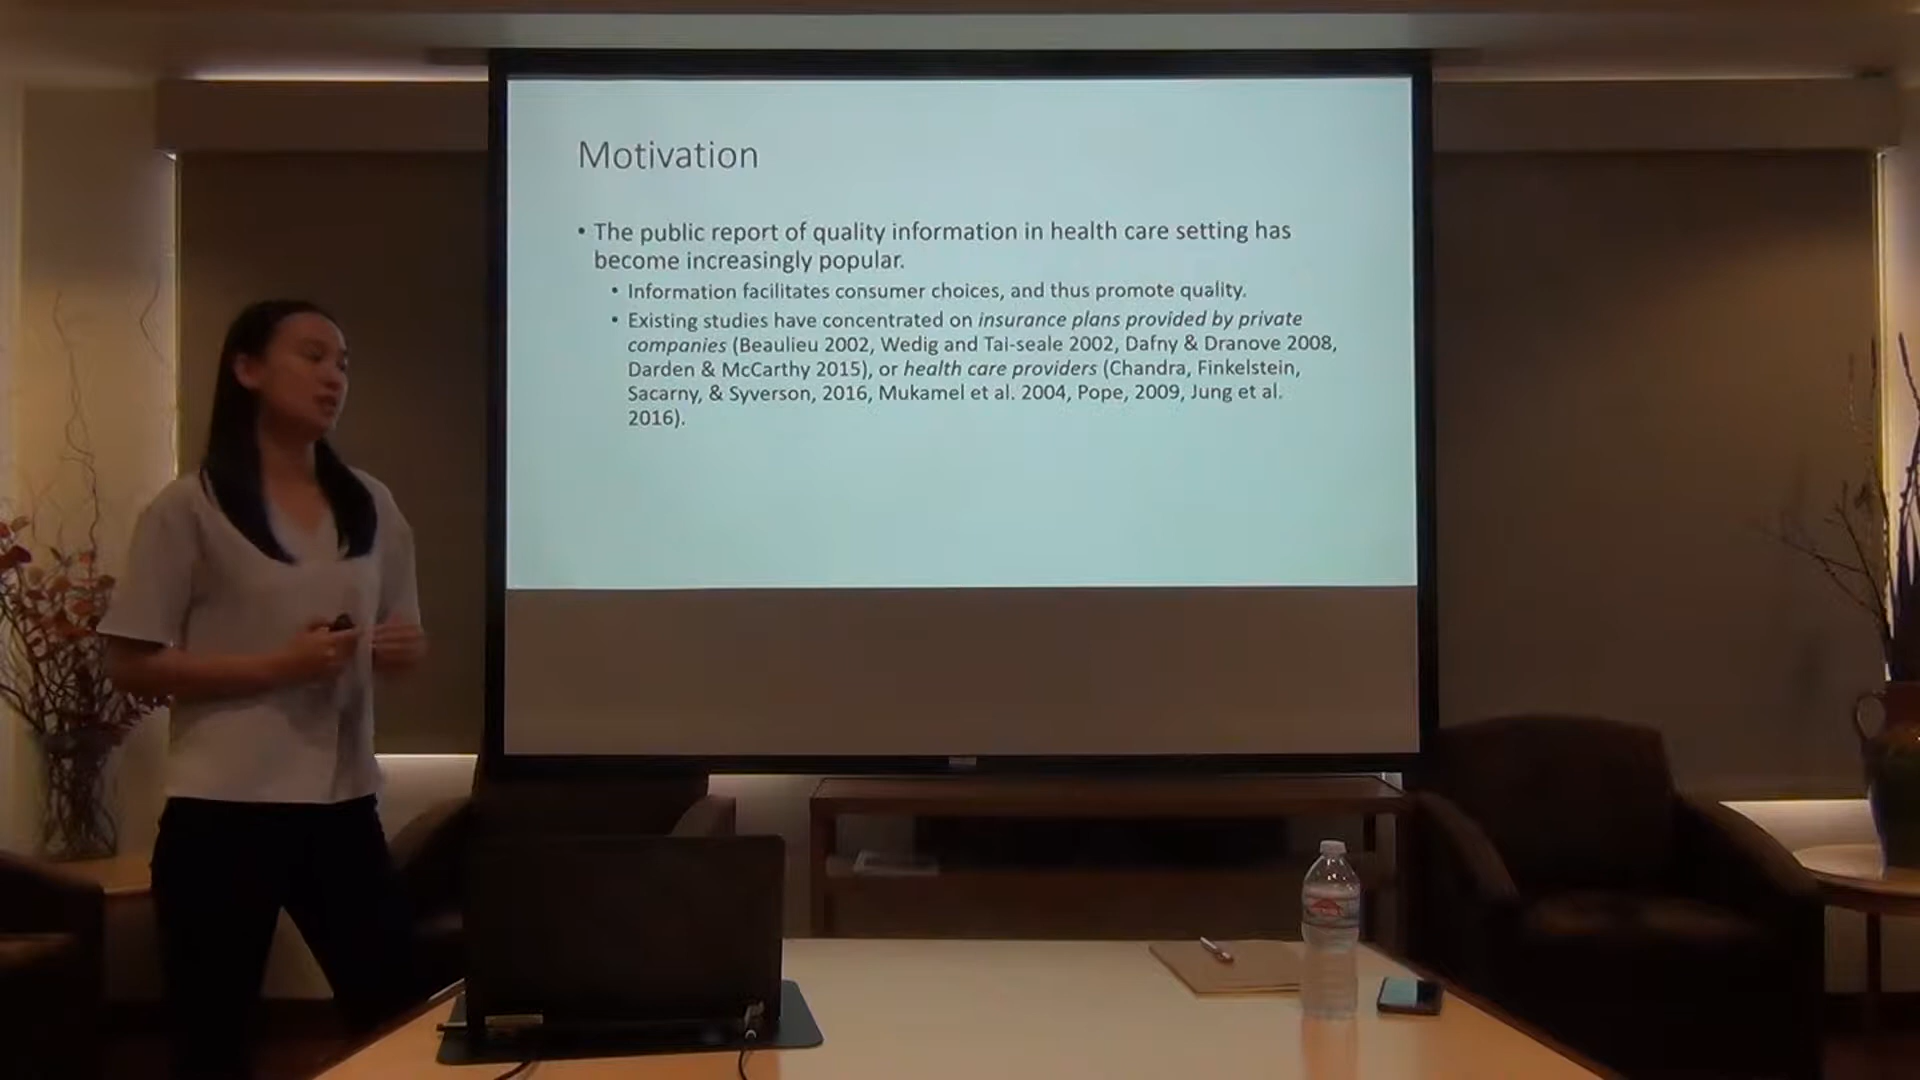 Motivation
• The public report of quality information in health care setting has
become increasingly popular.
• Information facilitates consumer choices, and thus promote quality.
• Existing studies have concentrated on insurance plans provided by private
companies (Beaulieu 2002, Wedig and Tai-seale 2002, Dafny & Dranove 2008,
Darden & McCarthy 2015), or health care providers (Chandra, Finkelstein,
Sacarny, & Syverson, 2016, Mukamel et al. 2004, Pope, 2009, Jung et al.
2016).